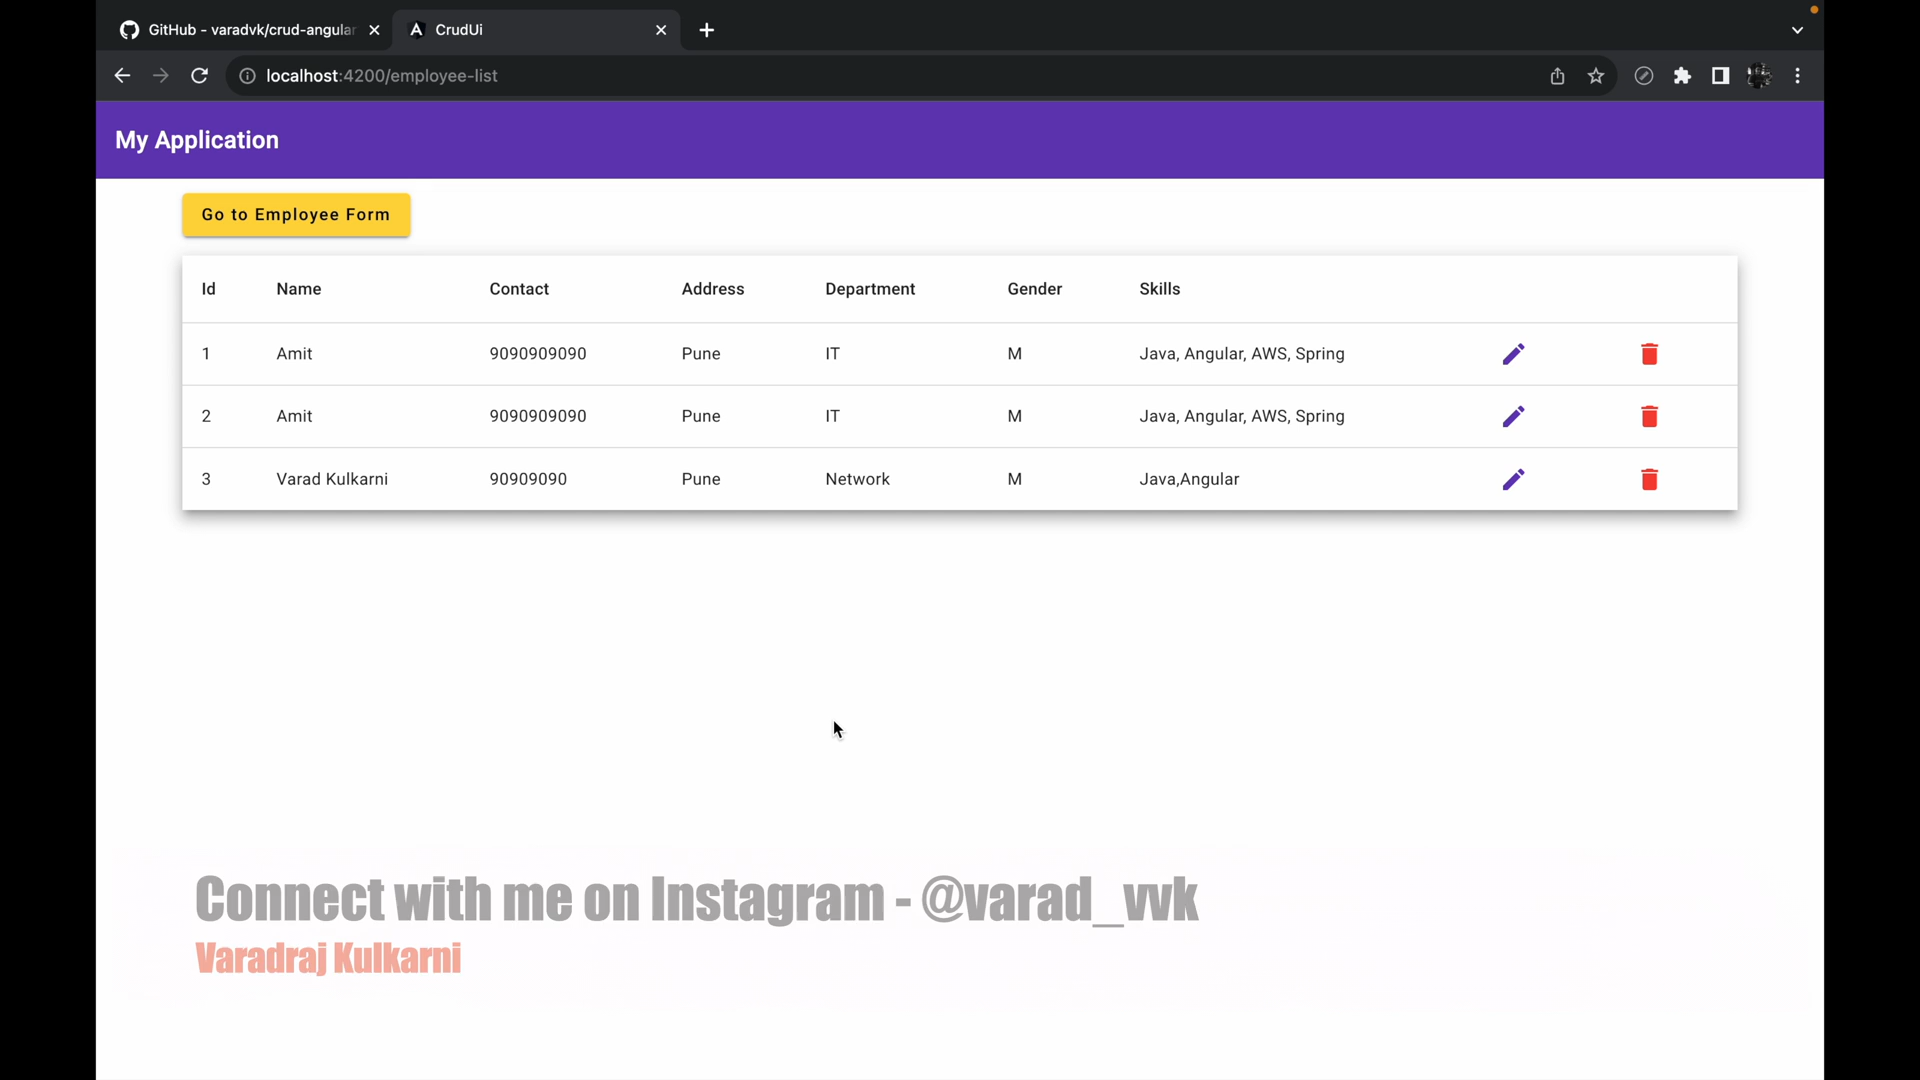 GitHub - varadvk/crud-angular
CrudUi
localhost:4200/employee-list
My Application
Go to Employee Form
Id Name Contact Address Department Gender Skills
1 Amit 9090909090 Pune IT M Java, Angular, AWS, Spring
2 Amit 9090909090 Pune IT M Java, Angular, AWS, Spring
3 Varad Kulkarni 90909090 Pune Network M Java,Angular
Connect with me on Instagram - @varad_vvk
Varadraj Kulkarni